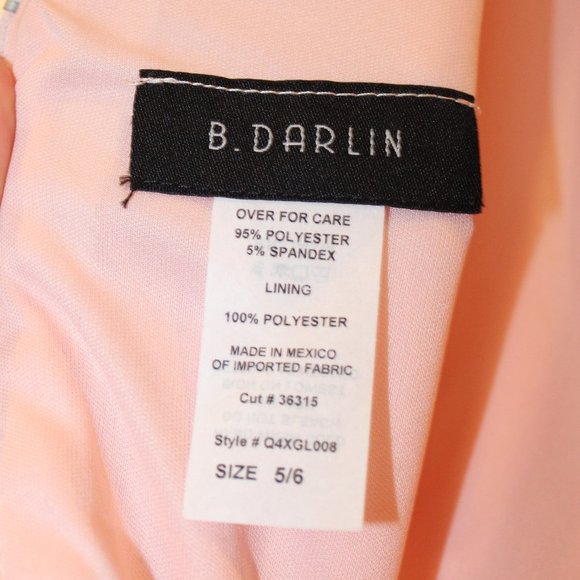 B. DARLIN
OVER FOR CARE
95% POLYESTER
5% SPANDEX
LINING
100% POLYESTER
MADE IN MEXICO
OF IMPORTED FABRIC
Cut # 36315
Style # Q4XGL008
SIZE 5/6